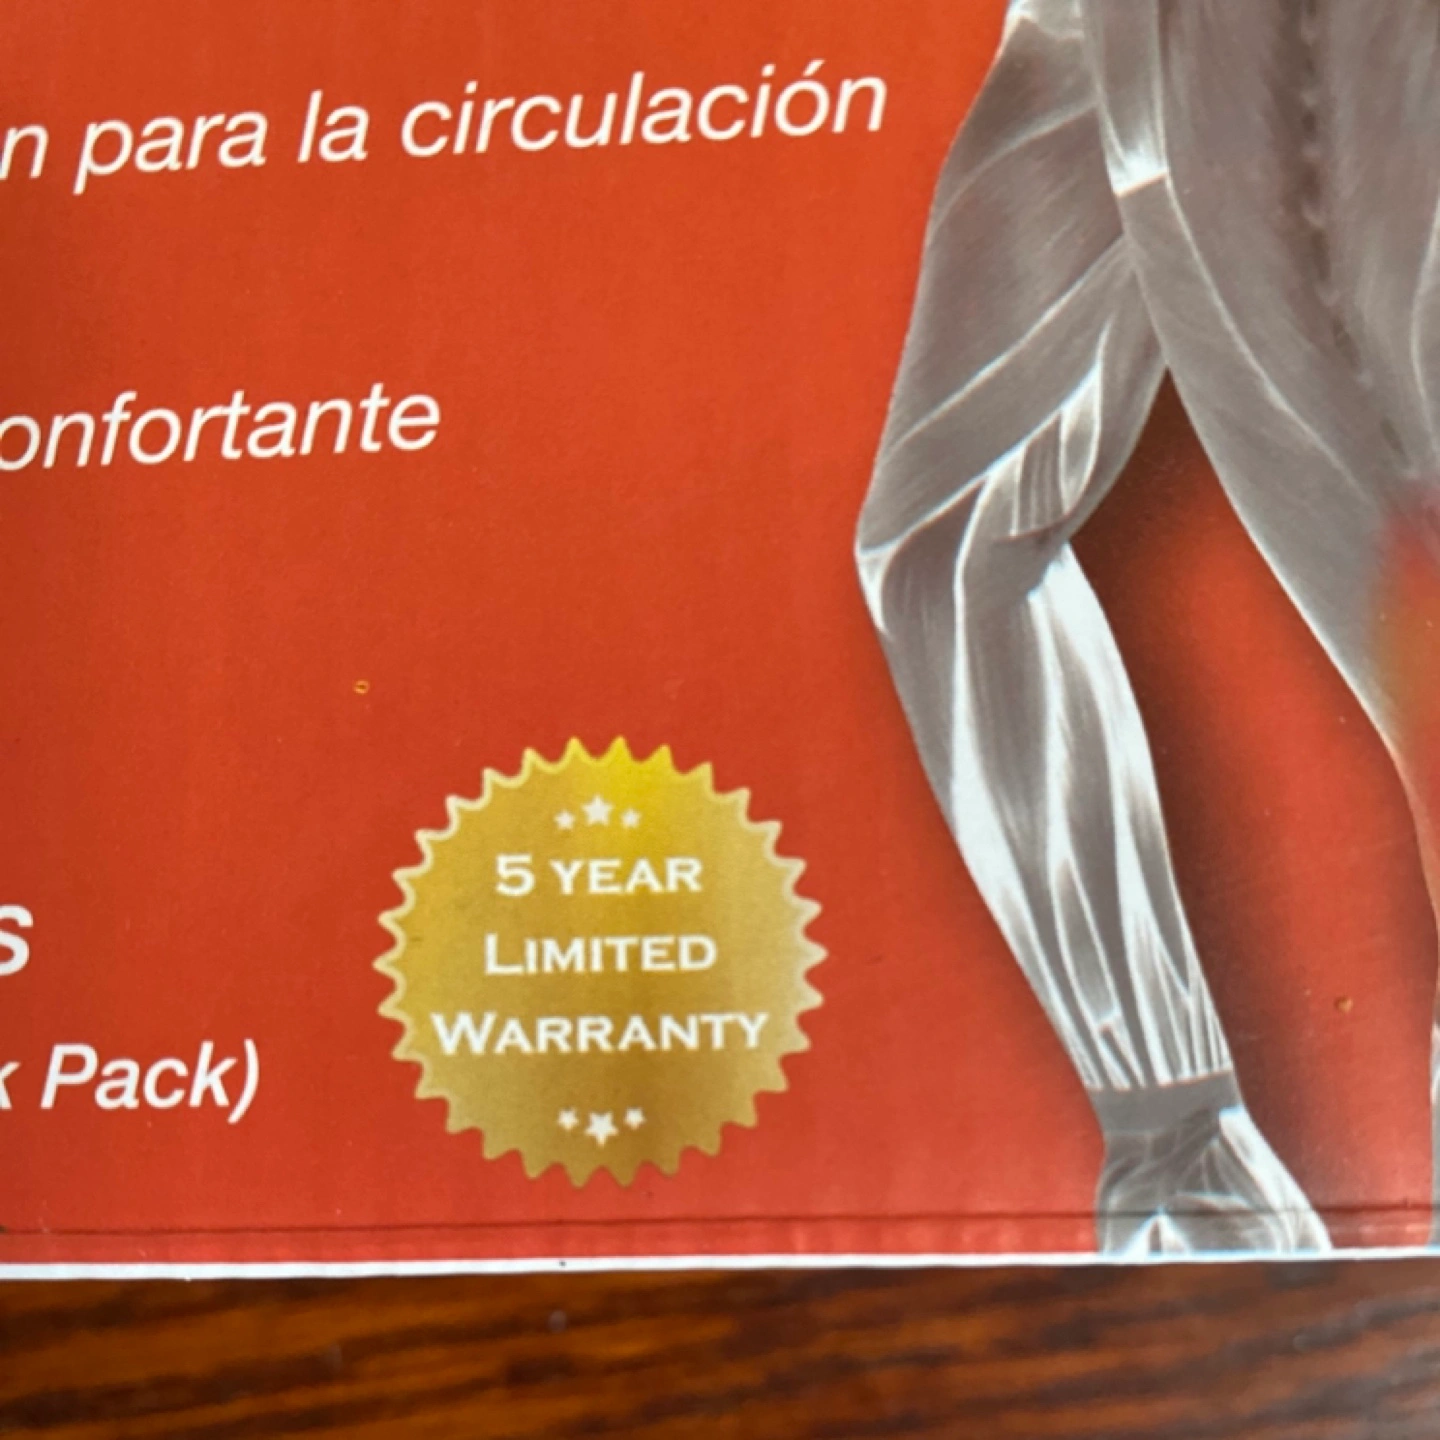 n para la circulación
onfortante
S
k Pack)
5 YEAR
LIMITED
WARRANTY